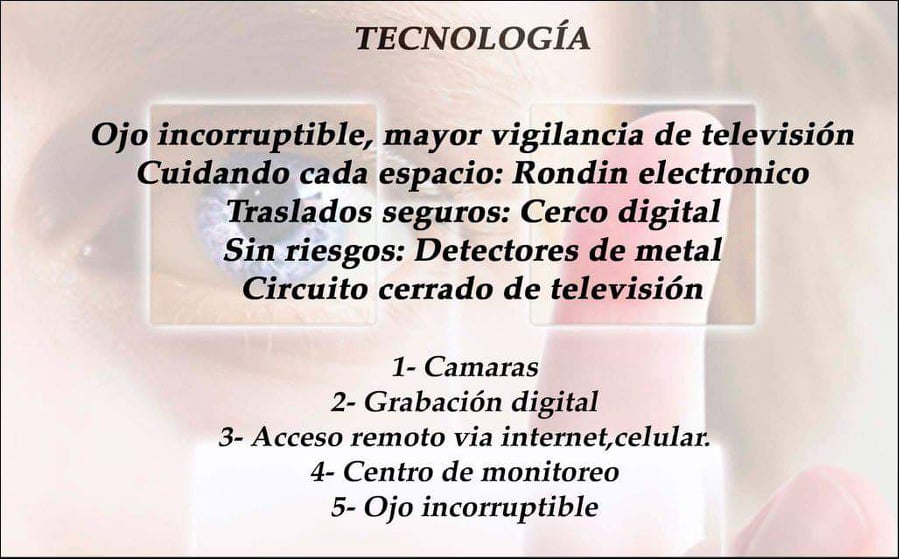 TECNOLOGÍA
Ojo incorruptible, mayor vigilancia de televisión
Cuidando cada espacio: Rondin electronico
Traslados seguros: Cerco digital
Sin riesgos: Detectores de metal
Circuito cerrado de televisión
1- Camaras
2- Grabación digital
3- Acceso remoto via internet,celular.
4- Centro de monitoreo
5- Ojo incorruptible